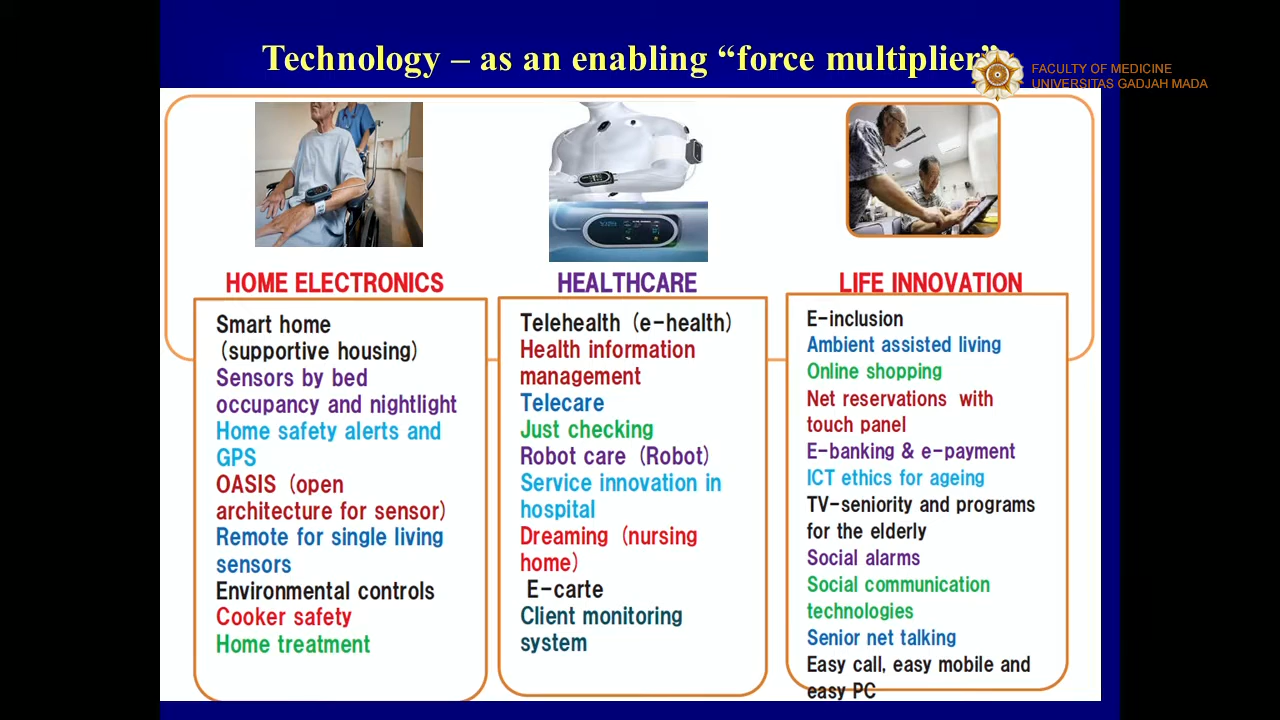 Technology – as an enabling “force multiplier”
FACULTY OF MEDICINE
UNIVERSITAS GADJAH MADA
HOME ELECTRONICS
Smart home
(supportive housing)
Sensors by bed
occupancy and nightlight
Home safety alerts and
GPS
OASIS (open
architecture for sensor)
Remote for single living
sensors
Environmental controls
Cooker safety
Home treatment
HEALTHCARE
Telehealth (e-health)
Health information
management
Telecare
Just checking
Robot care (Robot)
Service innovation in
hospital
Dreaming (nursing
home)
E-carte
Client monitoring
system
LIFE INNOVATION
E-inclusion
Ambient assisted living
Online shopping
Net reservations with
touch panel
E-banking & e-payment
ICT ethics for ageing
TV-seniority and programs
for the elderly
Social alarms
Social communication
technologies
Senior net talking
Easy call, easy mobile and
easy PC